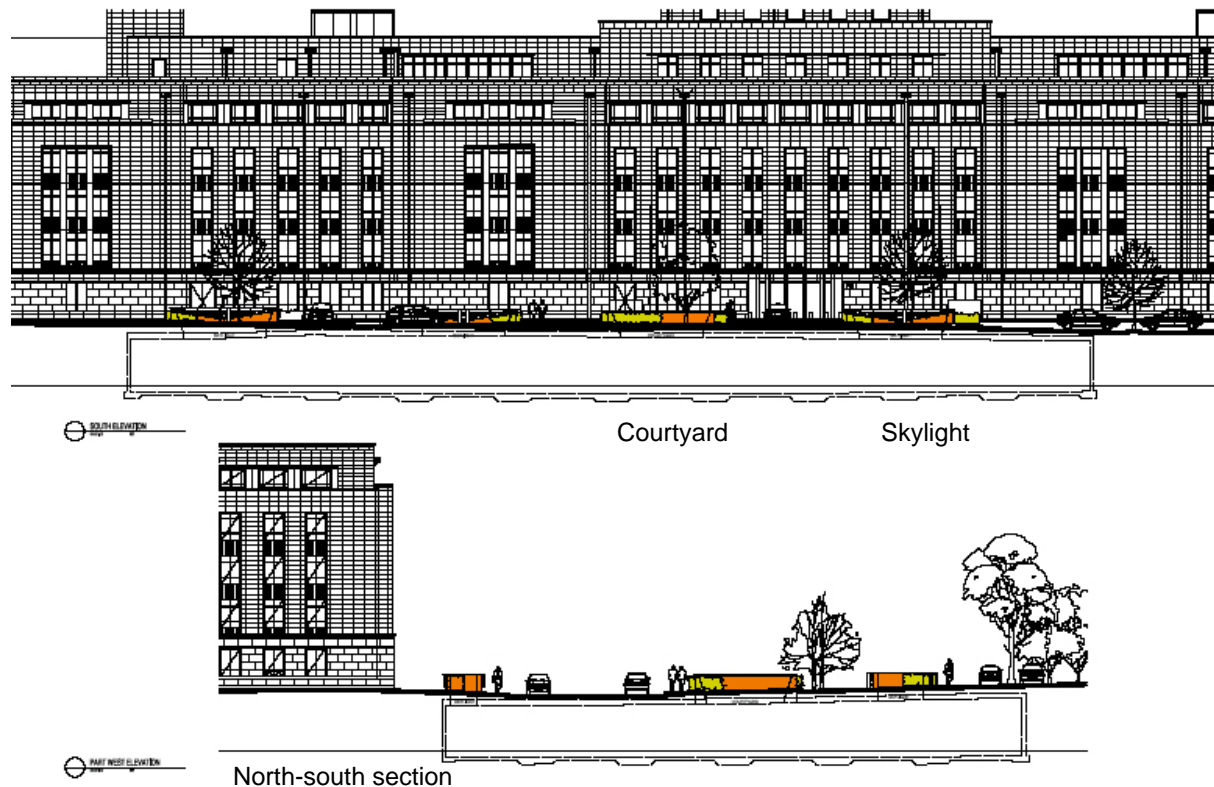 SOUTH ELEVATION
Courtyard
Skylight
PART WEST ELEVATION
North-south section